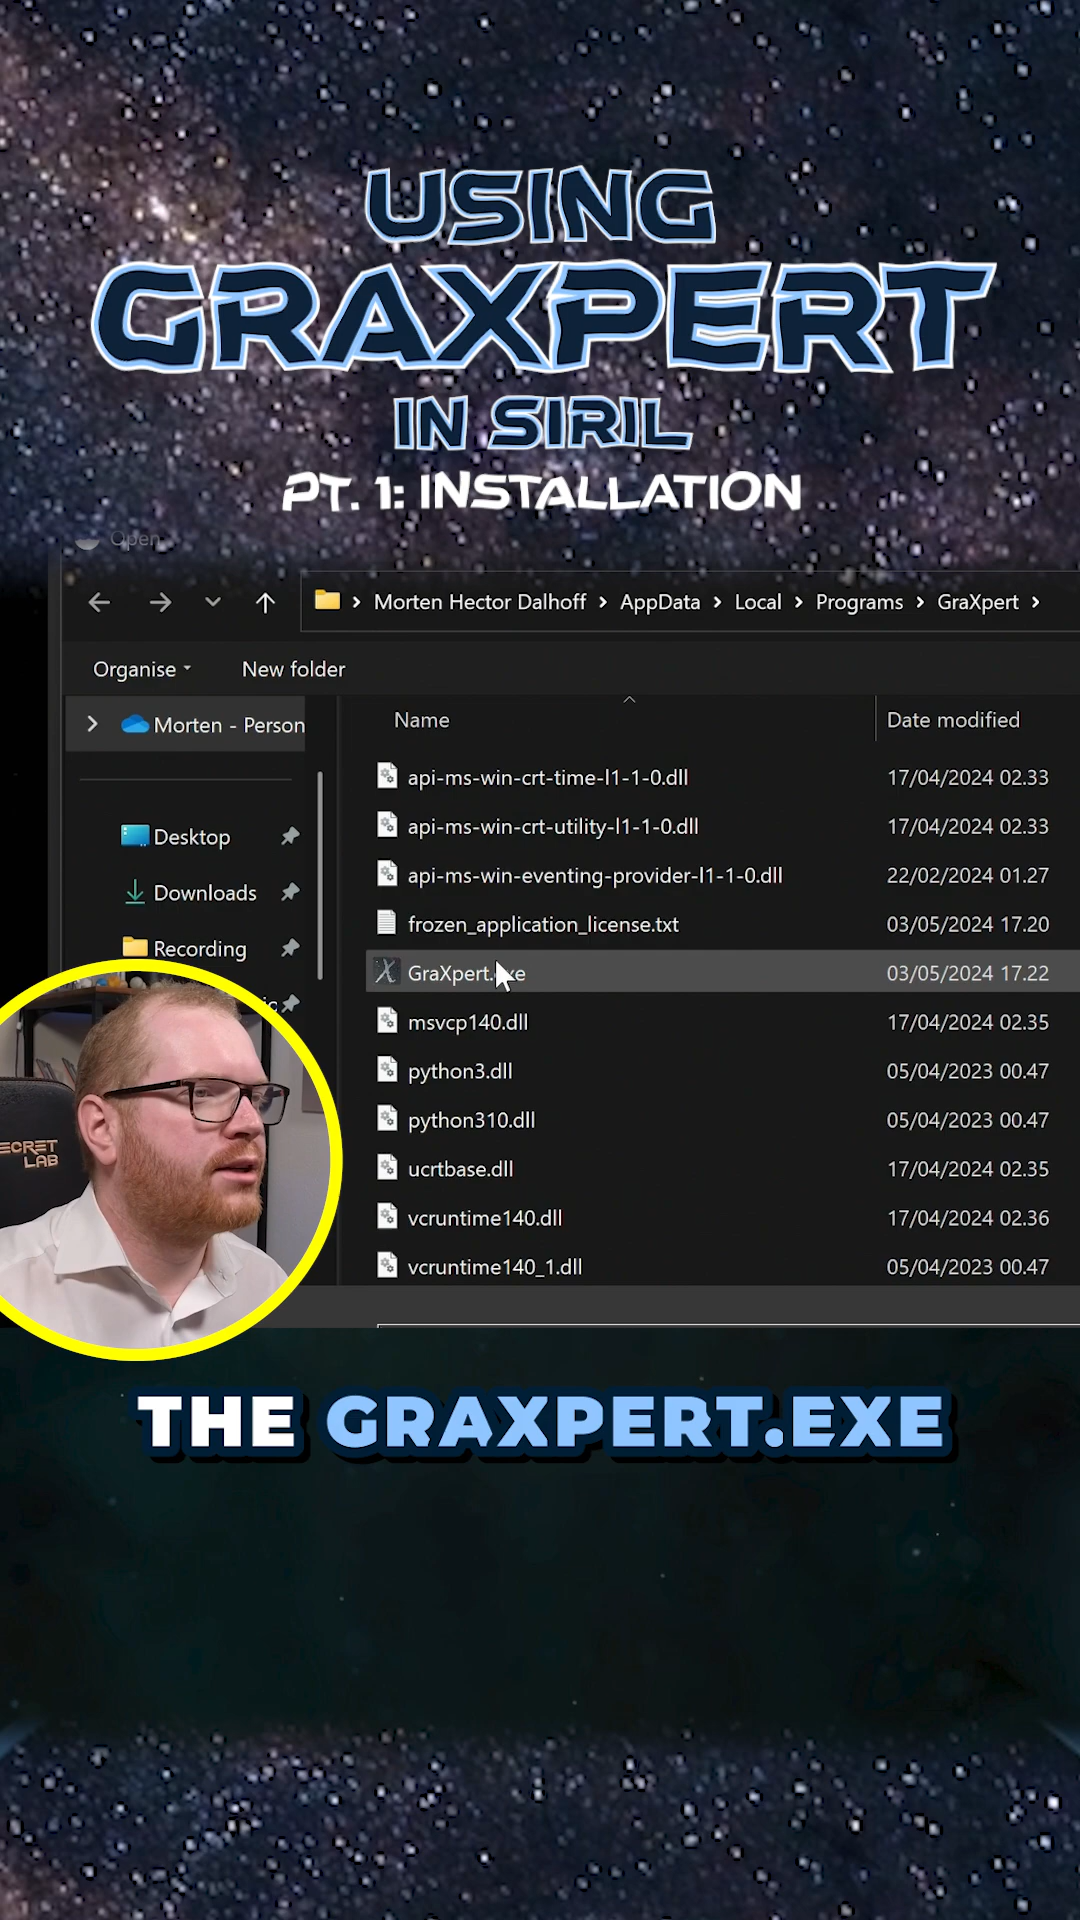 USING
GRAXPERT
IN SIRIL
PT. 1: INSTALLATION
Open
Morten Hector Dalhoff > AppData > Local > Programs > GraXpert >
Organise
New folder
Morten - Person
Name
Date modified
api-ms-win-crt-time-l1-1-0.dll 17/04/2024 02.33
api-ms-win-crt-utility-l1-1-0.dll 17/04/2024 02.33
api-ms-win-eventing-provider-l1-1-0.dll 22/02/2024 01.27
frozen_application_license.txt 03/05/2024 17.20
GraXpert.exe 03/05/2024 17.22
msvcp140.dll 17/04/2024 02.35
python3.dll 05/04/2023 00.47
python310.dll 05/04/2023 00.47
ucrtbase.dll 17/04/2024 02.35
vcruntime140.dll 17/04/2024 02.36
vcruntime140_1.dll 05/04/2023 00.47
Desktop
Downloads
Recording
ic
ECRET
LAB
THE GRAXPERT.EXE